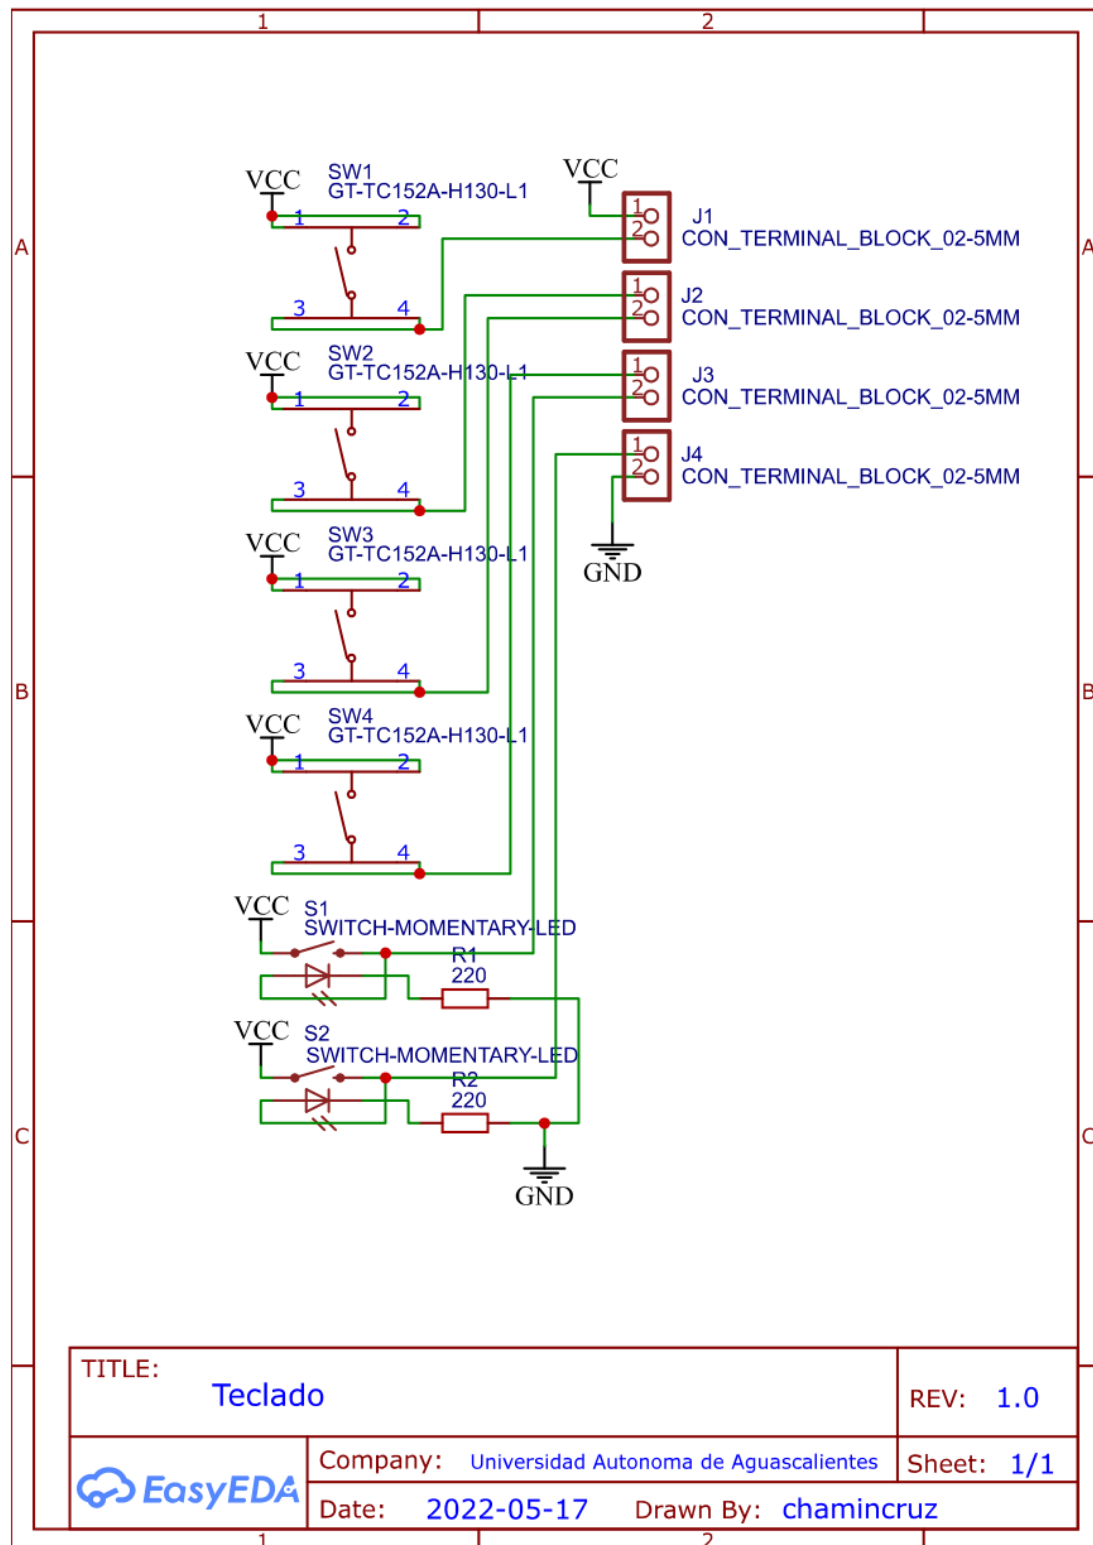 1 2
A A
B B
C C
VCC
SW1
GT-TC152A-H130-L1
1 2
3 4
VCC
SW2
GT-TC152A-H130-L1
1 2
3 4
VCC
SW3
GT-TC152A-H130-L1
1 2
3 4
VCC
SW4
GT-TC152A-H130-L1
1 2
3 4
VCC
S1
SWITCH-MOMENTARY-LED
R1
220
VCC
S2
SWITCH-MOMENTARY-LED
R2
220
GND
VCC
1
2
J1
CON_TERMINAL_BLOCK_02-5MM
1
2
J2
CON_TERMINAL_BLOCK_02-5MM
1
2
J3
CON_TERMINAL_BLOCK_02-5MM
1
2
J4
CON_TERMINAL_BLOCK_02-5MM
GND
TITLE:
Teclado
REV: 1.0
EasyEDA
Company: Universidad Autonoma de Aguascalientes
Sheet: 1/1
Date: 2022-05-17 Drawn By: chamincruz
1 2